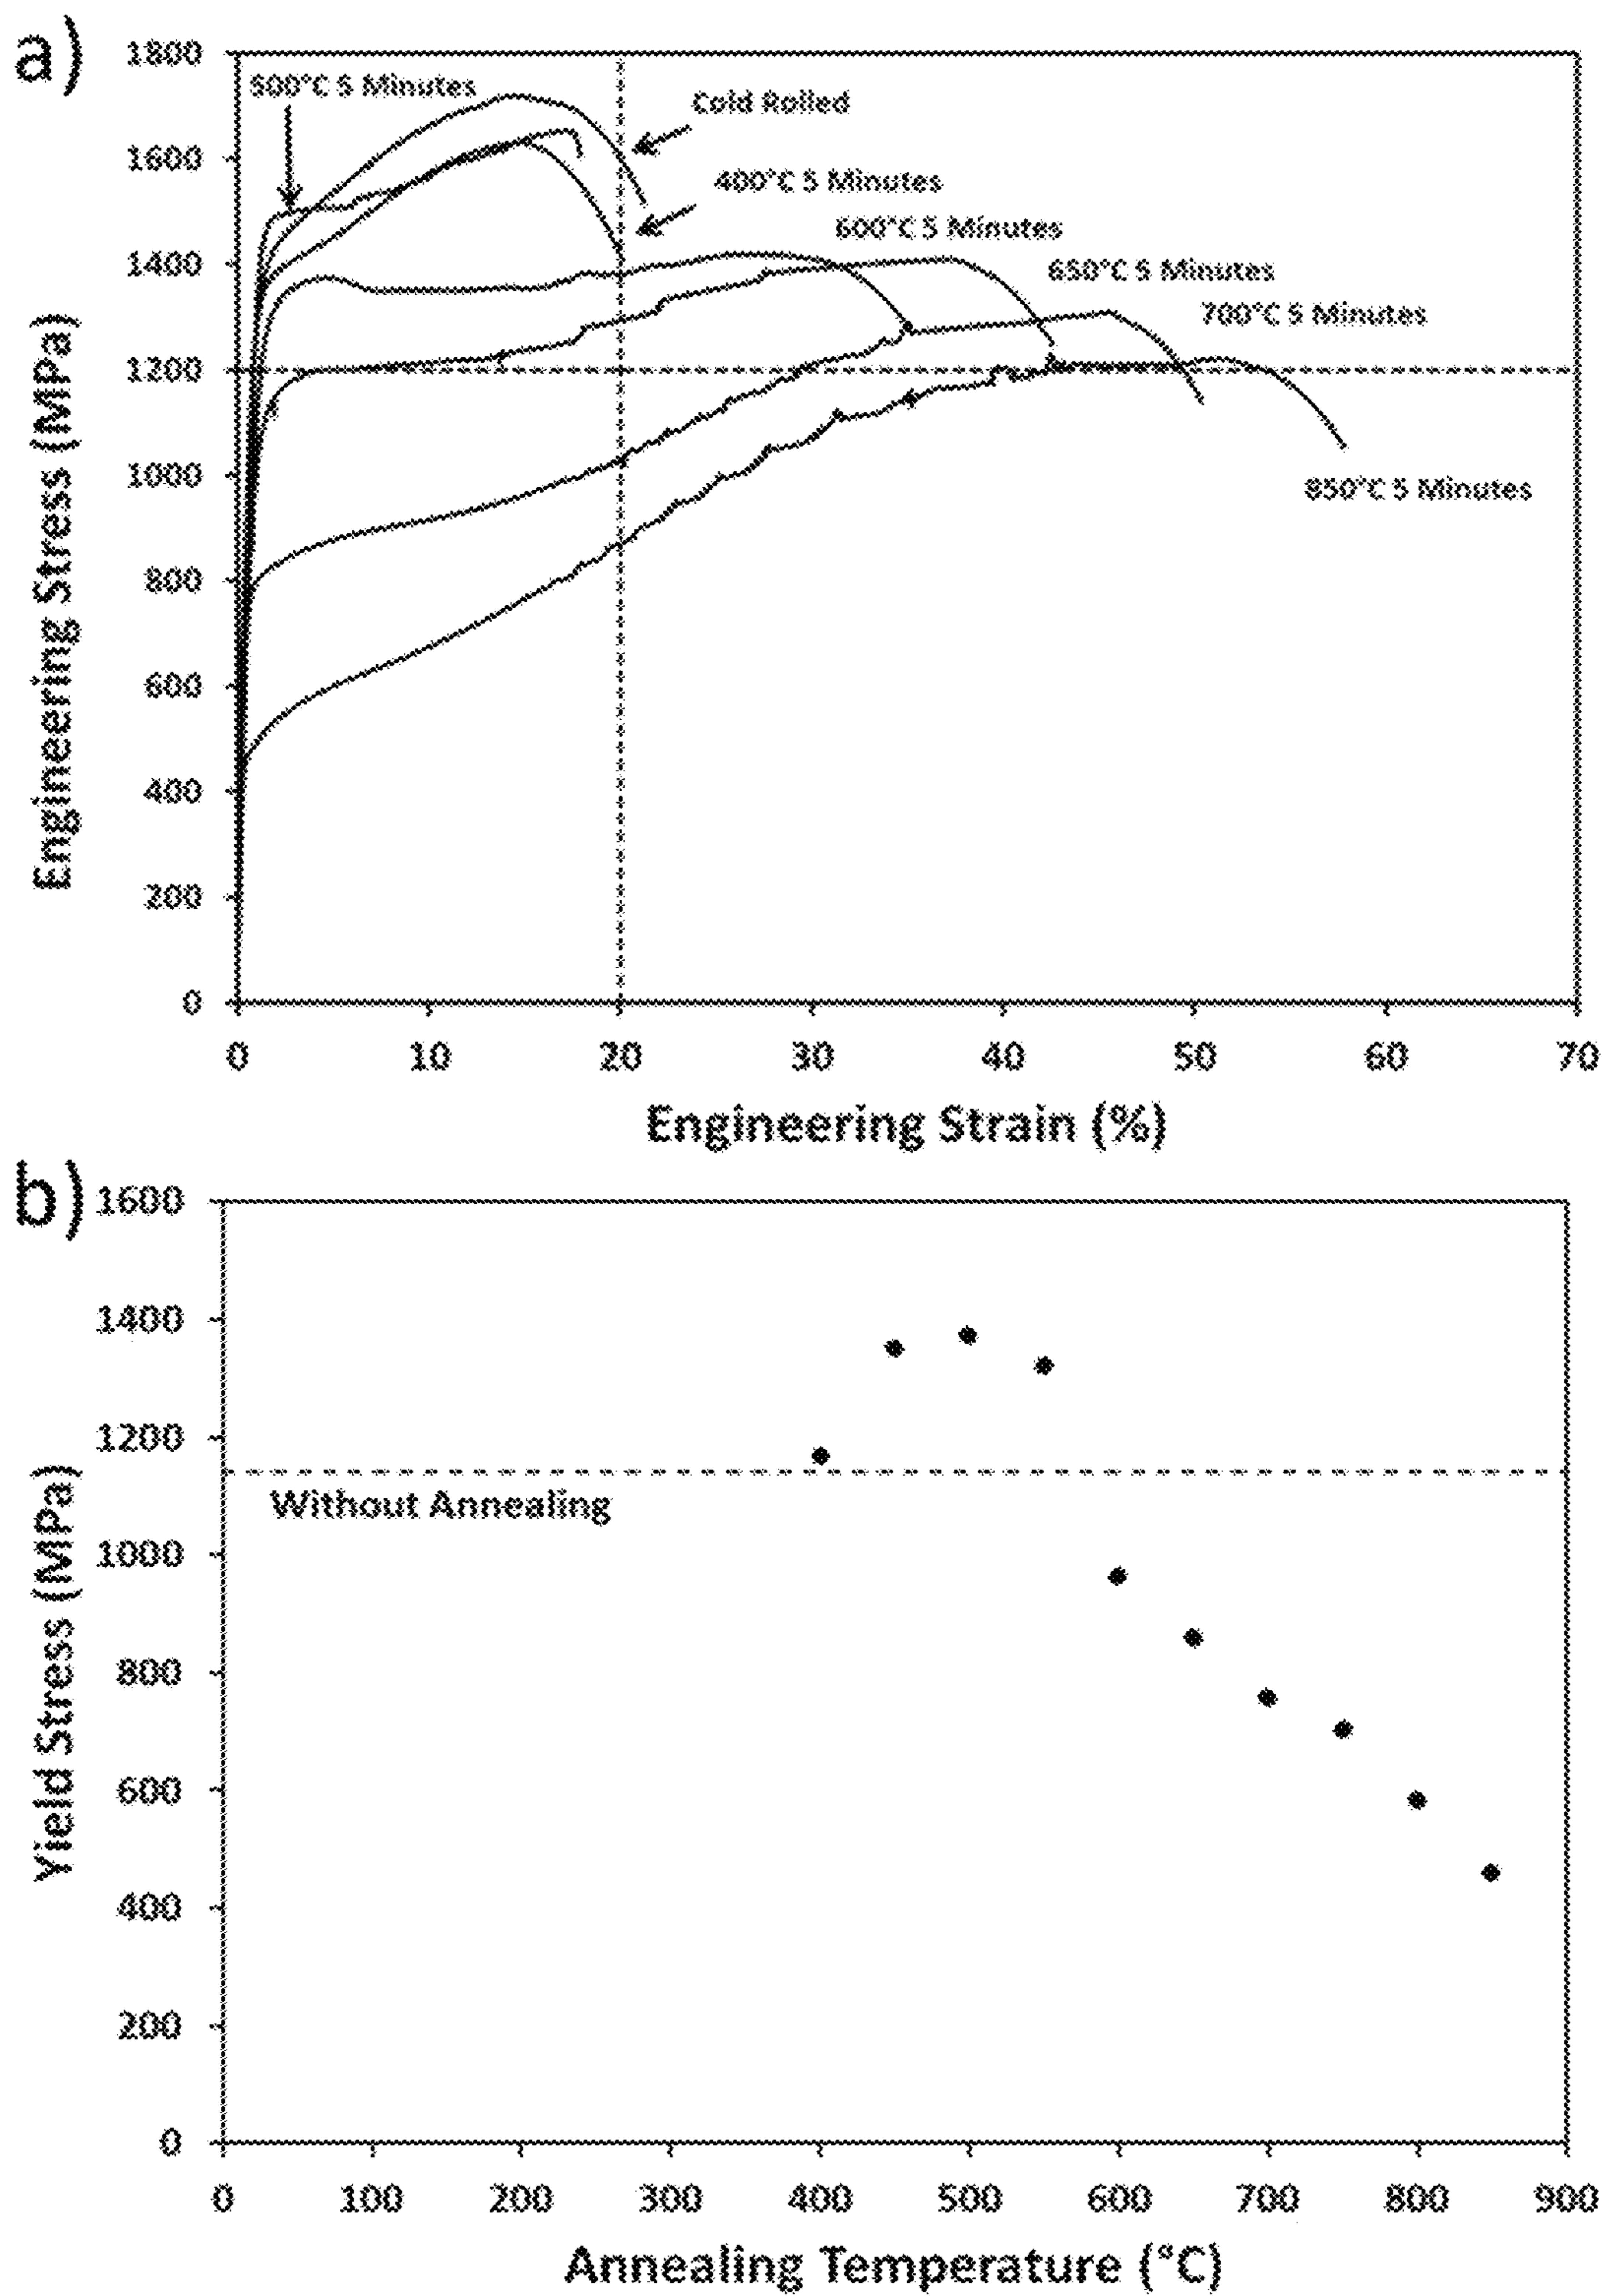 a)
1800
500°C 5 Minutes
Cold Rolled
1600
400°C 5 Minutes
600°C 5 Minutes
1400
650°C 5 Minutes
700°C 5 Minutes
1200
1000
850°C 5 Minutes
800
600
400
200
0
Engineering Stress (MPa)
0 10 20 30 40 50 60 70
Engineering Strain (%)
b)
1600
1400
1200
Without Annealing
1000
800
600
400
200
0
Yield Stress (MPa)
0 100 200 300 400 500 600 700 800 900
Annealing Temperature (°C)